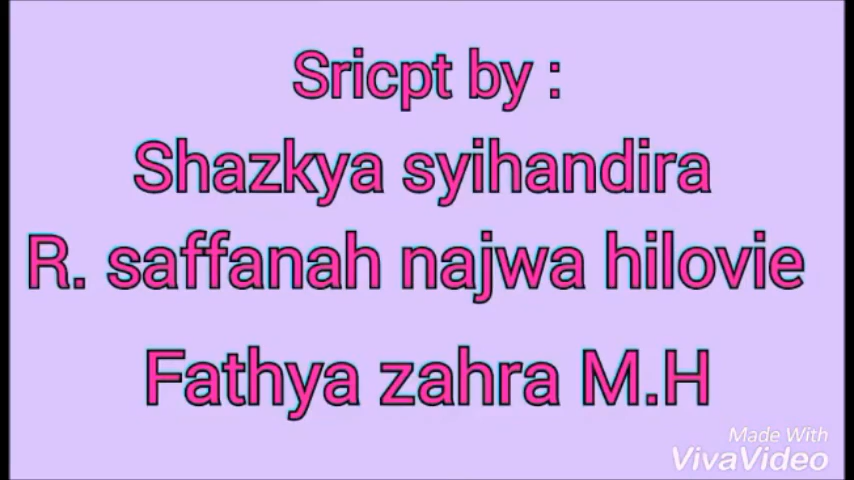 Sricpt by :
Shazkya syihandira
R. saffanah najwa hilovie
Fathya zahra M.H
Made With
VivaVideo